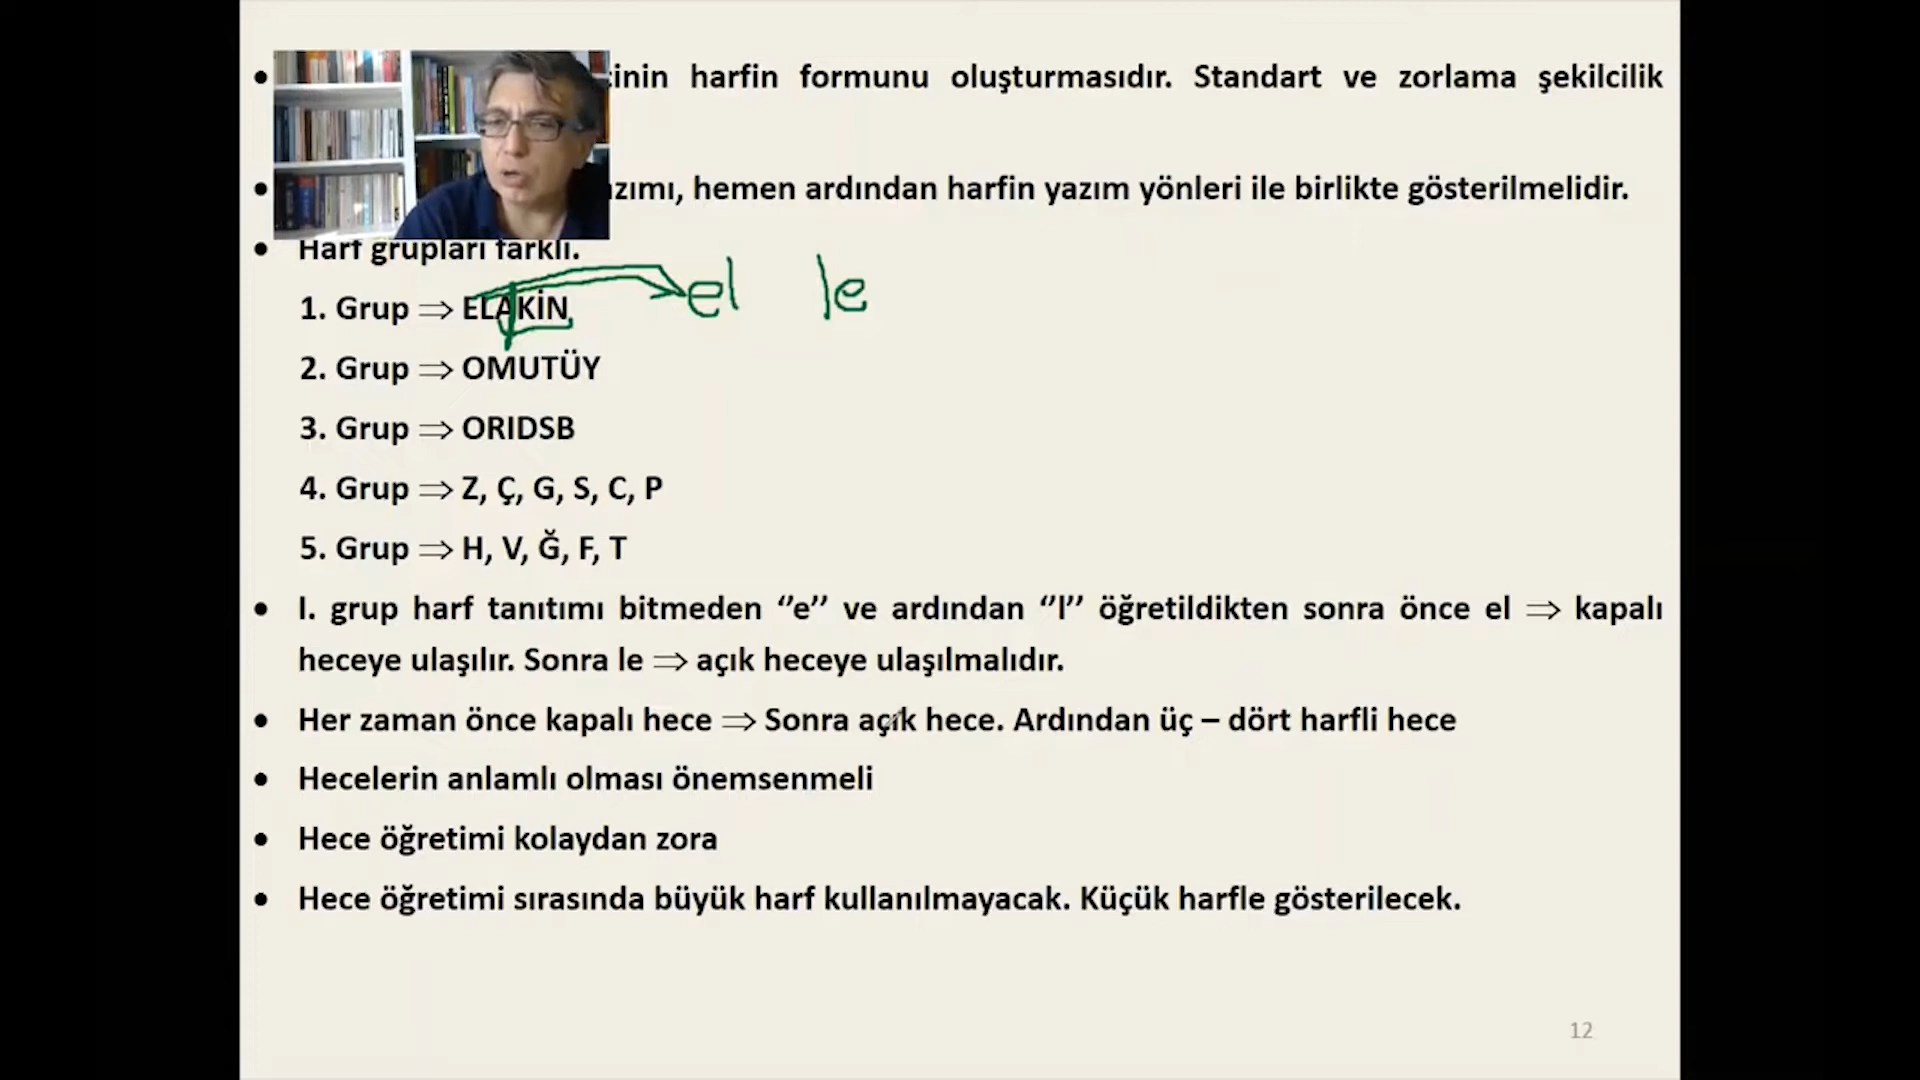 harfin formunu oluşturmasıdır. Standart ve zorlama şekilcilik
hemen ardından harfin yazım yönleri ile birlikte gösterilmelidir.
• Harf grupları farklı.
1. Grup ⇒ ELAKİN el le
2. Grup ⇒ OMUTÜY
3. Grup ⇒ ORIDSB
4. Grup ⇒ Z, Ç, G, S, C, P
5. Grup ⇒ H, V, Ğ, F, T
• I. grup harf tanıtımı bitmeden ‘’e’’ ve ardından ‘’l’’ öğretildikten sonra önce el ⇒ kapalı
heceye ulaşılır. Sonra le ⇒ açık heceye ulaşılmalıdır.
• Her zaman önce kapalı hece ⇒ Sonra açık hece. Ardından üç – dört harfli hece
• Hecelerin anlamlı olması önemsenmeli
• Hece öğretimi kolaydan zora
• Hece öğretimi sırasında büyük harf kullanılmayacak. Küçük harfle gösterilecek.
12